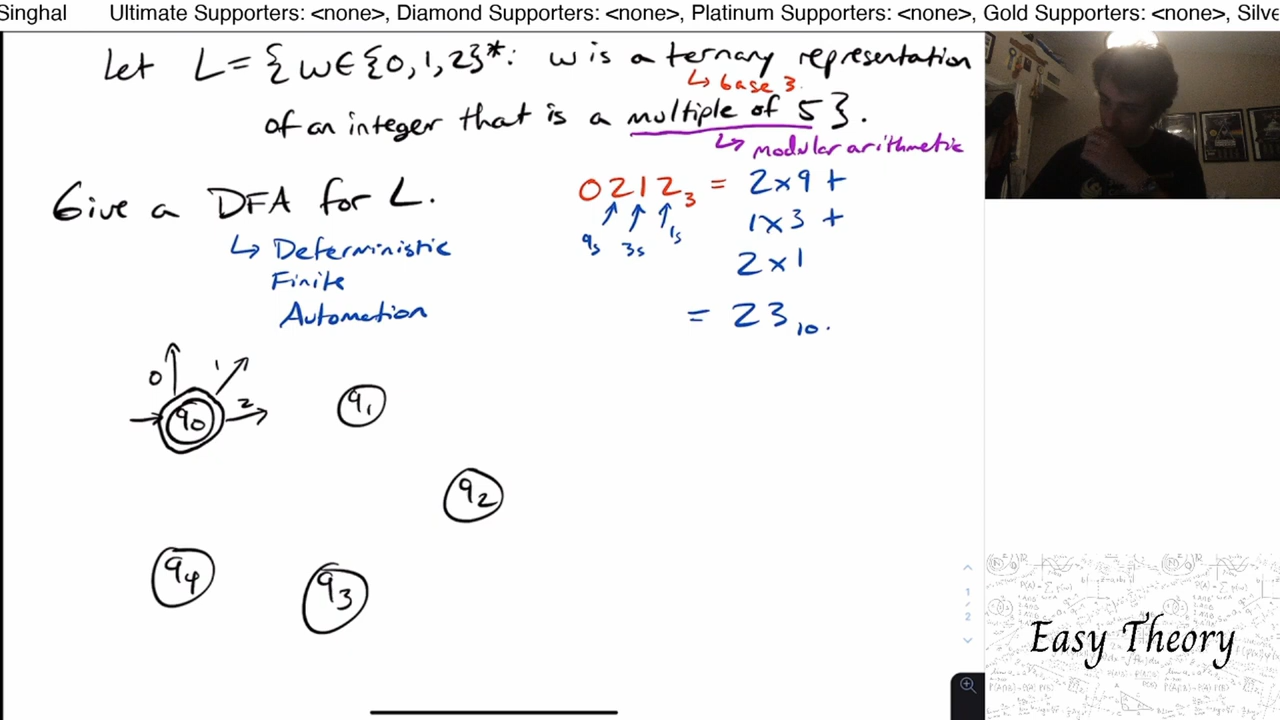 Singhal Ultimate Supporters: <none>, Diamond Supporters: <none>, Platinum Supporters: <none>, Gold Supporters: <none>, Silve
Let L = { w ∈ {0, 1, 2}*: w is a ternary representation
↳ base 3.
of an integer that is a multiple of 5 }.
↳ modular arithmetic
Give a DFA for L.
↳ Deterministic
Finite
Automation
0212₃ = 2 x 9 +
1 x 3 +
2 x 1
9s 3s 1s
= 23₁₀.
0 1 2
q0
q1
q2
q3
q4
1
/
2
Easy Theory